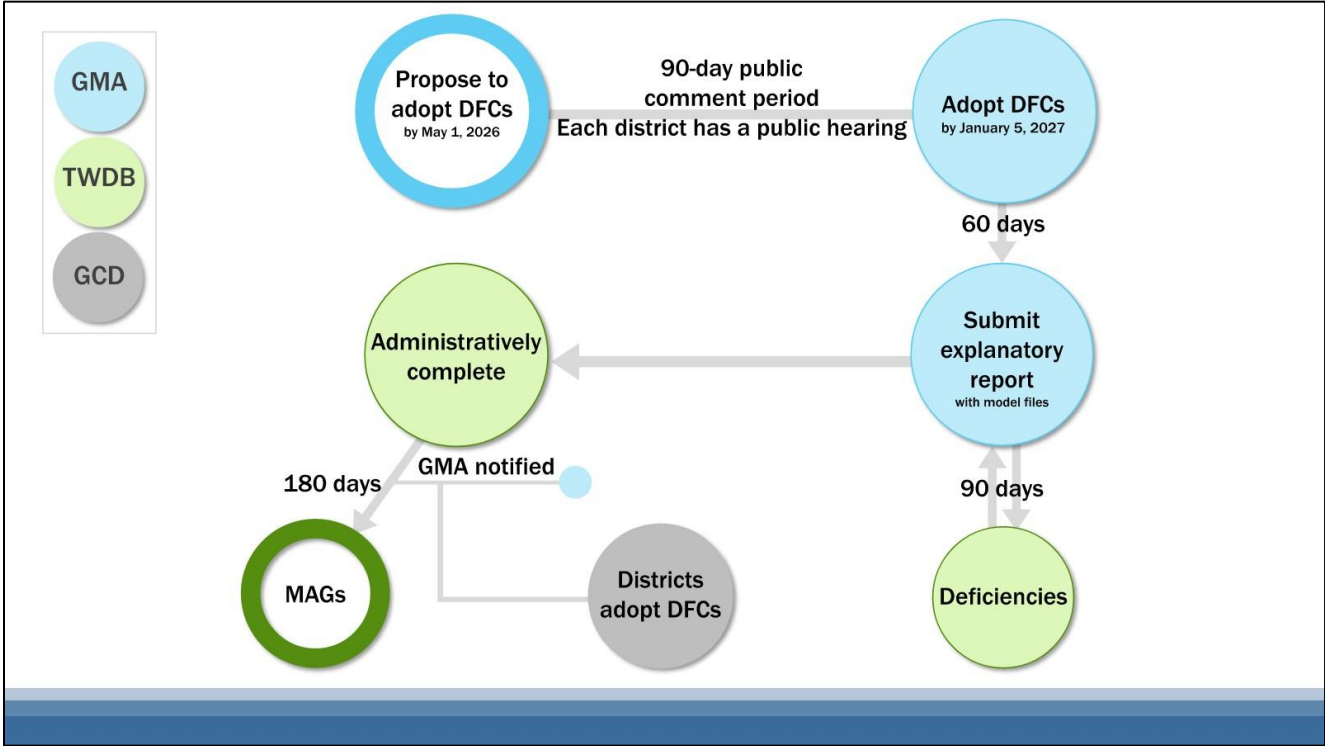 GMA
TWDB
GCD
Propose to
adopt DFCs
by May 1, 2026
90-day public
comment period
Each district has a public hearing
Adopt DFCs
by January 5, 2027
60 days
Submit
explanatory
report
with model files
Administratively
complete
90 days
Deficiencies
180 days
GMA notified
MAGs
Districts
adopt DFCs